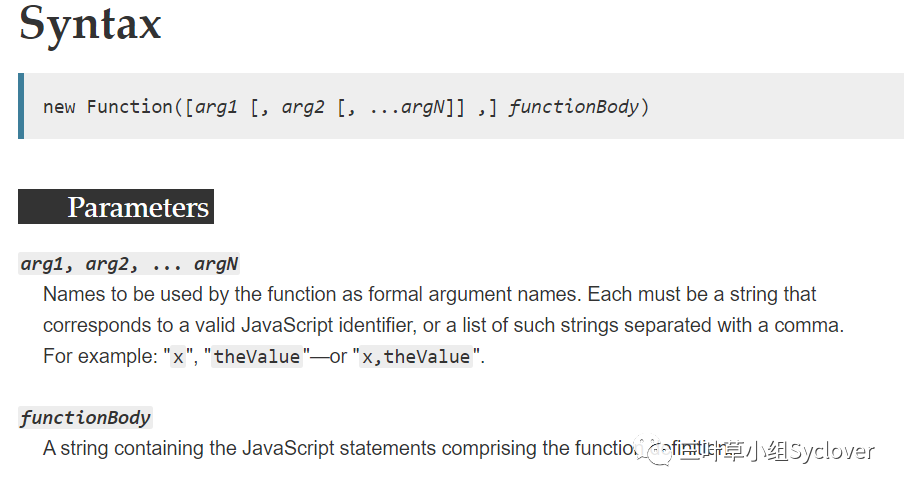 Syntax
new Function([arg1 [, arg2 [, ...argN]] ,] functionBody)
Parameters
arg1, arg2, ... argN
Names to be used by the function as formal argument names. Each must be a string that
corresponds to a valid JavaScript identifier, or a list of such strings separated with a comma.
For example: "x", "theValue"—or "x,theValue".
functionBody
A string containing the JavaScript statements comprising the function definition.
三叶草小组Syclover